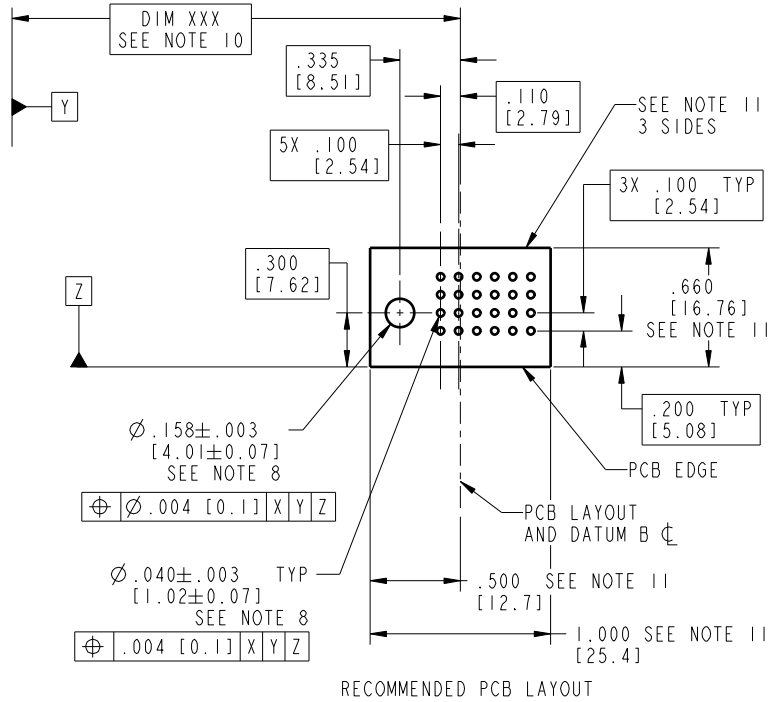 DIM XXX
SEE NOTE 10
.335
[8.51]
.110
[2.79]
Y
SEE NOTE 11
3 SIDES
5X .100
[2.54]
3X .100 TYP
[2.54]
.300
[7.62]
Z
.660
[16.76]
SEE NOTE 11
.200 TYP
[5.08]
Ø.158±.003
[4.01±0.07]
SEE NOTE 8
⌖ Ø.004 [0.1] X Y Z
PCB EDGE
PCB LAYOUT
AND DATUM B ℄
Ø.040±.003 TYP
[1.02±0.07]
SEE NOTE 8
⌖ .004 [0.1] X Y Z
.500 SEE NOTE 11
[12.7]
1.000 SEE NOTE 11
[25.4]
RECOMMENDED PCB LAYOUT